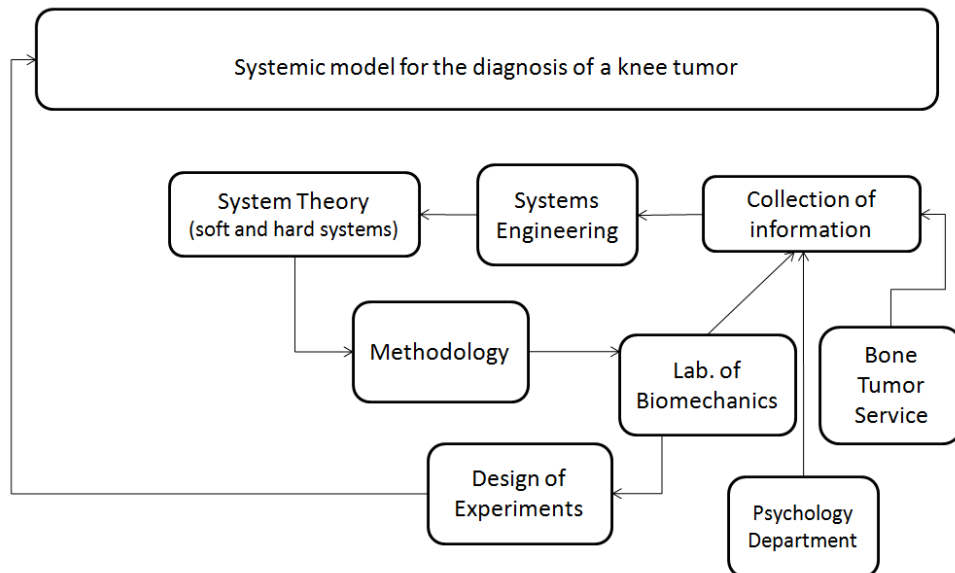 Systemic model for the diagnosis of a knee tumor
System Theory
(soft and hard systems)
Systems
Engineering
Collection of
information
Methodology
Lab. of
Biomechanics
Bone
Tumor
Service
Design of
Experiments
Psychology
Department